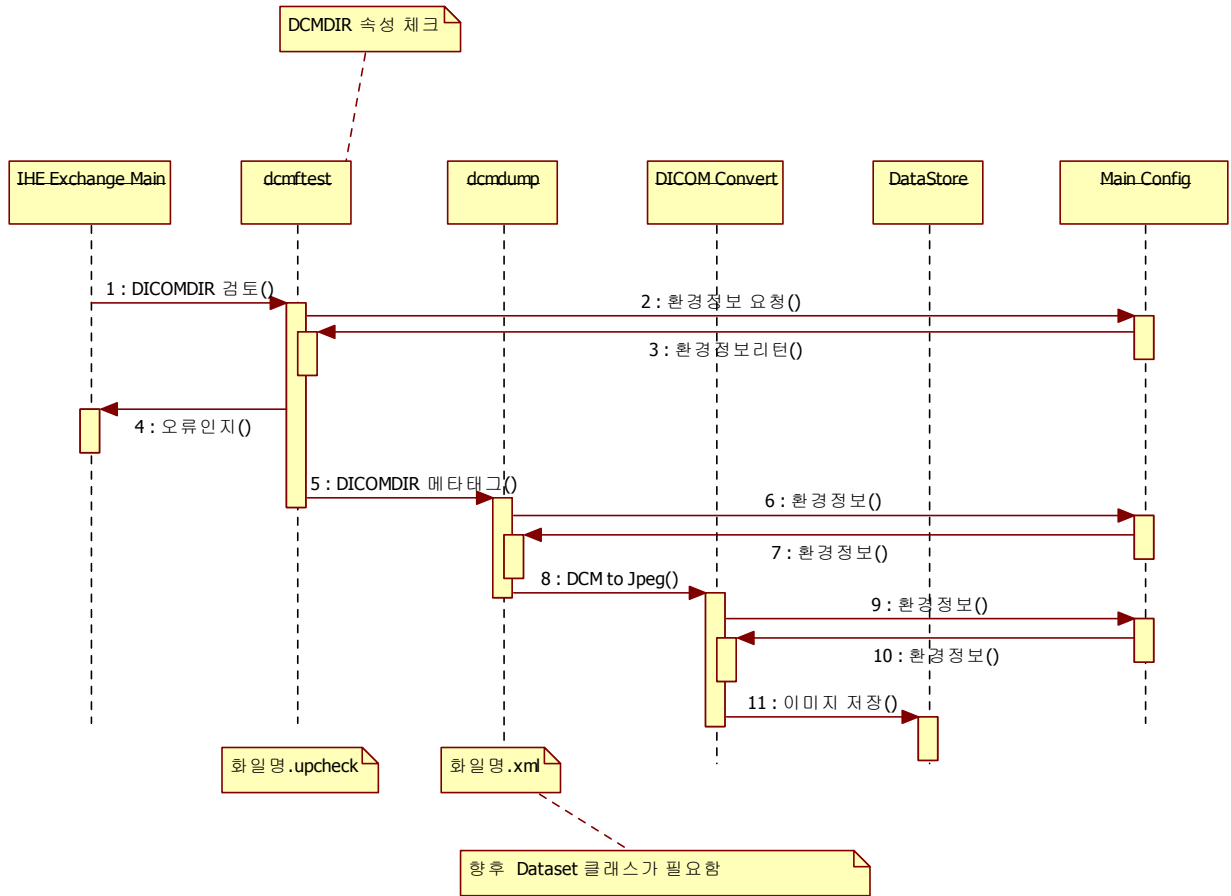 DCMDIR 속성 체크
IHE Exchange Main
dcmftest
dcmdump
DICOM Convert
DataStore
Main Config
1 : DICOMDIR 검토()
2 : 환경정보 요청()
3 : 환경정보리턴()
4 : 오류인지()
5 : DICOMDIR 메타태그()
6 : 환경정보()
7 : 환경정보()
8 : DCM to Jpeg()
9 : 환경정보()
10 : 환경정보()
11 : 이미지 저장()
화일명.upcheck
화일명.xml
향후 Dataset 클래스가 필요함